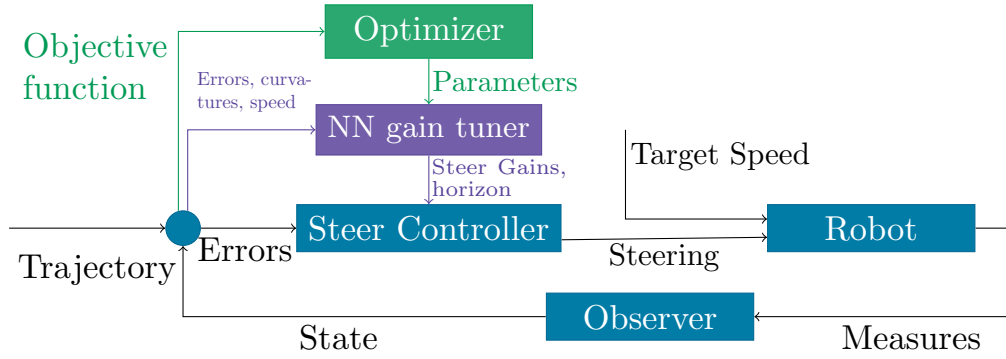 Optimizer
Objective
function
Errors, curva-
tures, speed
Parameters
NN gain tuner
Steer Gains,
horizon
Target Speed
Steer Controller
Robot
Trajectory
Errors
Steering
Observer
State
Measures